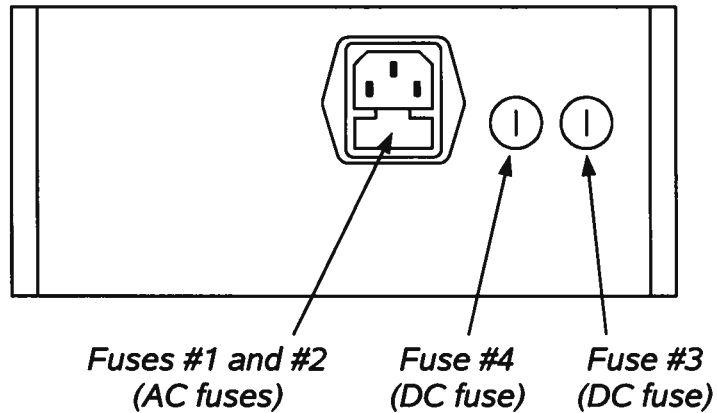 Fuses #1 and #2
(AC fuses)
Fuse #4
(DC fuse)
Fuse #3
(DC fuse)